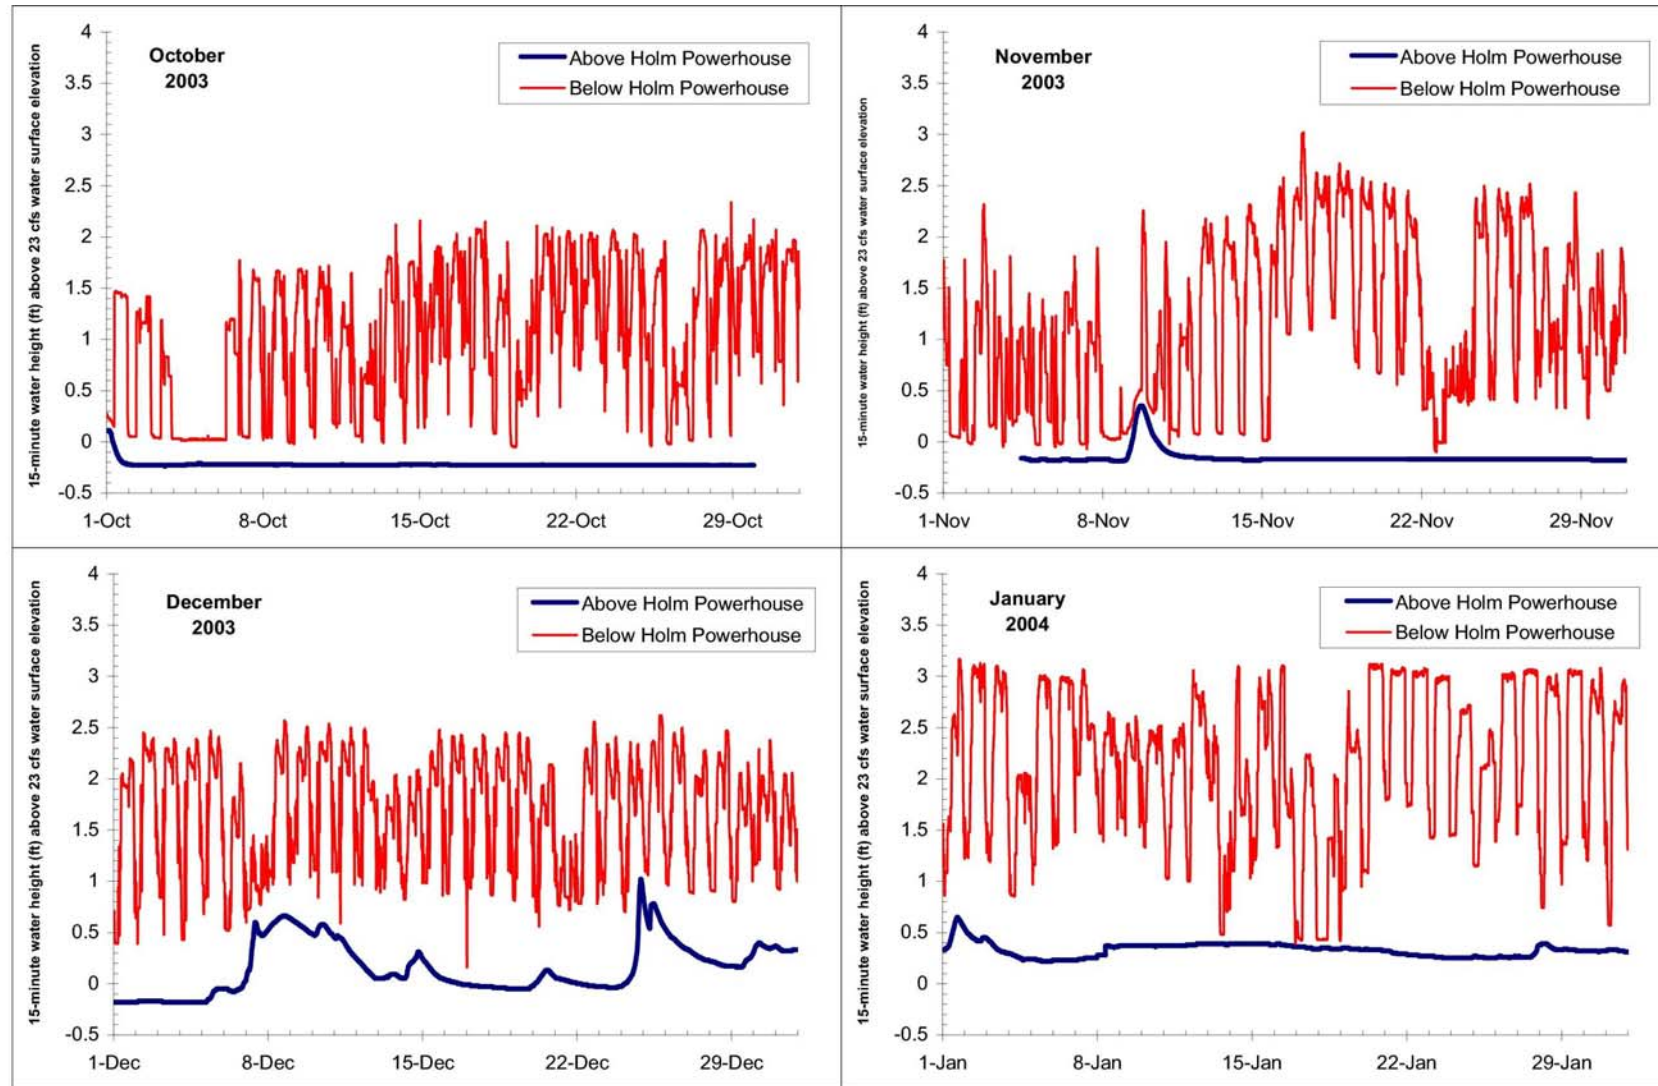 15-minute water height (ft) above 23 cfs water surface elevation
October
2003
Above Holm Powerhouse
Below Holm Powerhouse
4
3.5
3
2.5
2
1.5
1
0.5
0
-0.5
1-Oct 8-Oct 15-Oct 22-Oct 29-Oct
15-minute water height (ft) above 23 cfs water surface elevation
November
2003
Above Holm Powerhouse
Below Holm Powerhouse
4
3.5
3
2.5
2
1.5
1
0.5
0
-0.5
1-Nov 8-Nov 15-Nov 22-Nov 29-Nov
15-minute water height (ft) above 23 cfs water surface elevation
December
2003
Above Holm Powerhouse
Below Holm Powerhouse
4
3.5
3
2.5
2
1.5
1
0.5
0
-0.5
1-Dec 8-Dec 15-Dec 22-Dec 29-Dec
15-minute water height (ft) above 23 cfs water surface elevation
January
2004
Above Holm Powerhouse
Below Holm Powerhouse
4
3.5
3
2.5
2
1.5
1
0.5
0
-0.5
1-Jan 8-Jan 15-Jan 22-Jan 29-Jan